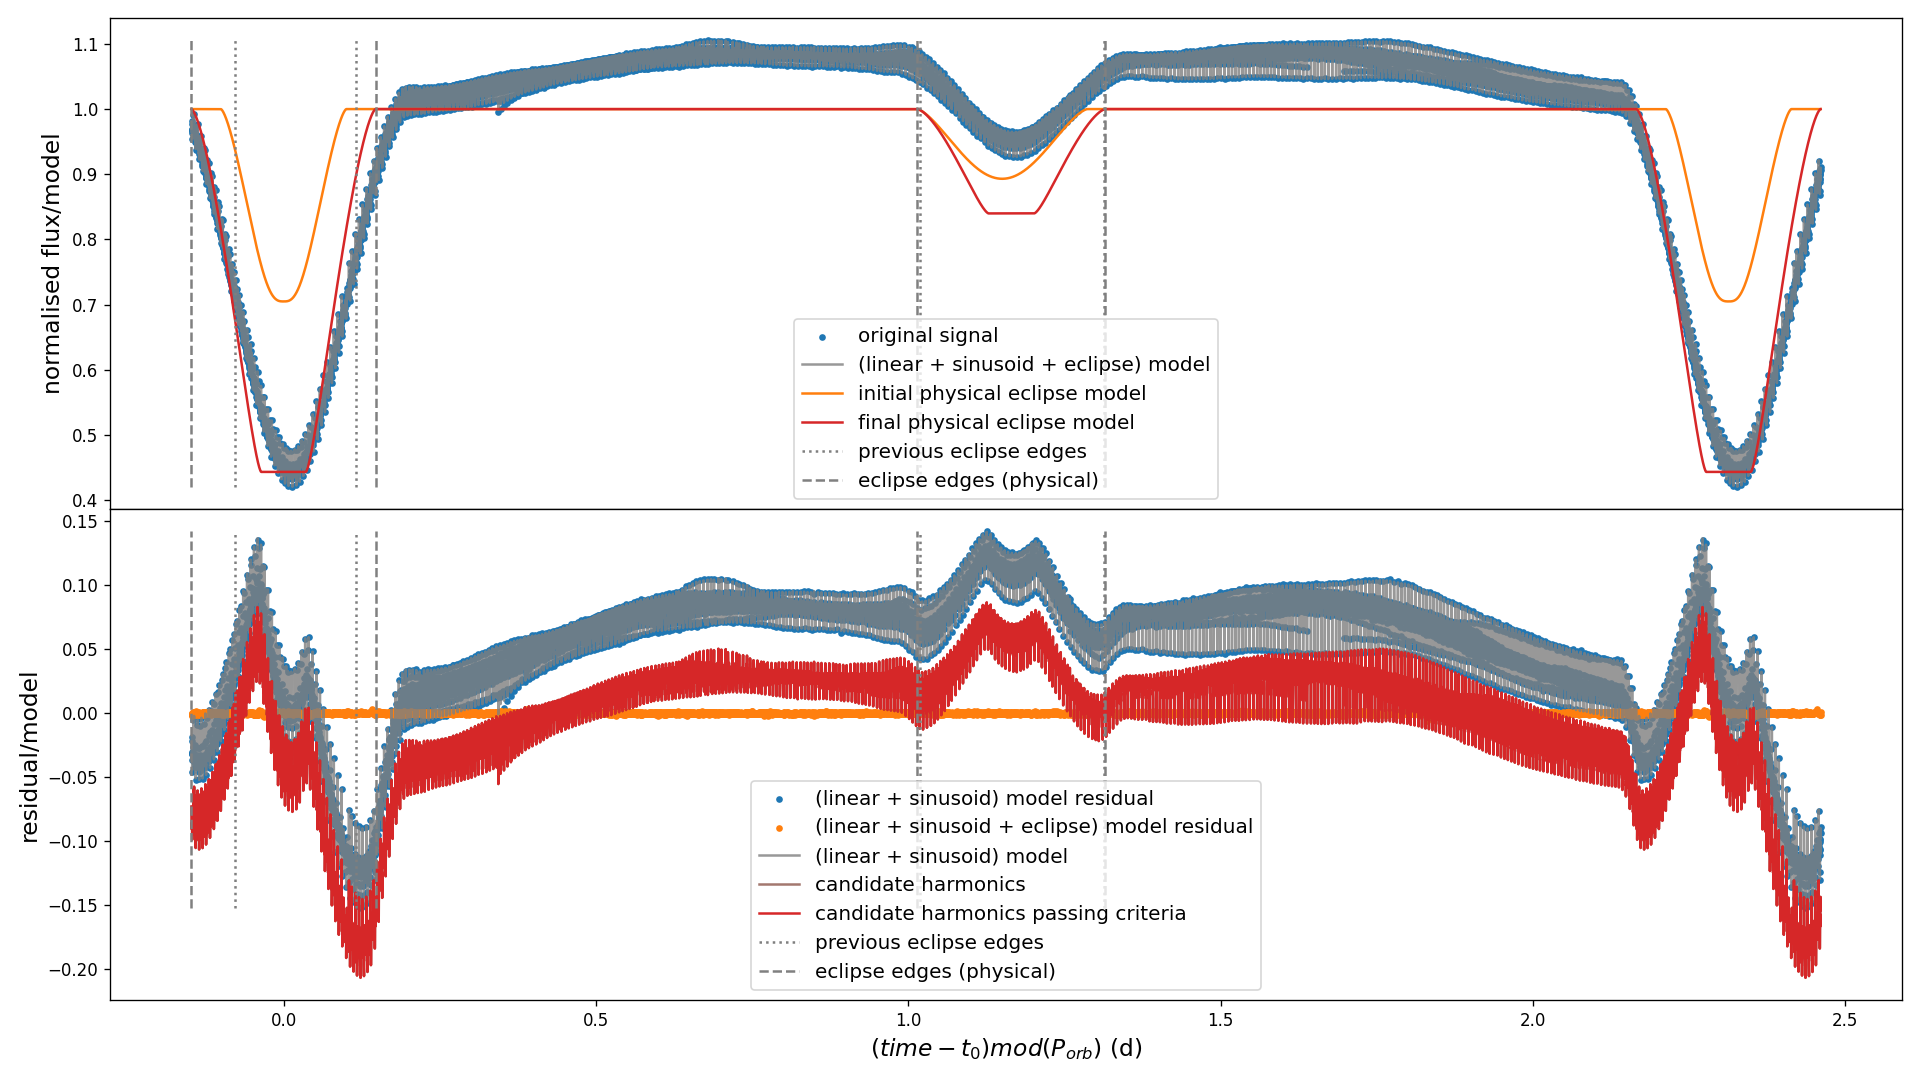 1.1
1.0
0.9
0.8
0.7
0.6
0.5
0.4
normalised flux/model
original signal
(linear + sinusoid + eclipse) model
initial physical eclipse model
final physical eclipse model
previous eclipse edges
eclipse edges (physical)
0.15
0.10
0.05
0.00
−0.05
−0.10
−0.15
−0.20
residual/model
(linear + sinusoid) model residual
(linear + sinusoid + eclipse) model residual
(linear + sinusoid) model
candidate harmonics
candidate harmonics passing criteria
previous eclipse edges
eclipse edges (physical)
0.0 0.5 1.0 1.5 2.0 2.5
(time − t₀)mod(Pₒᵣb) (d)